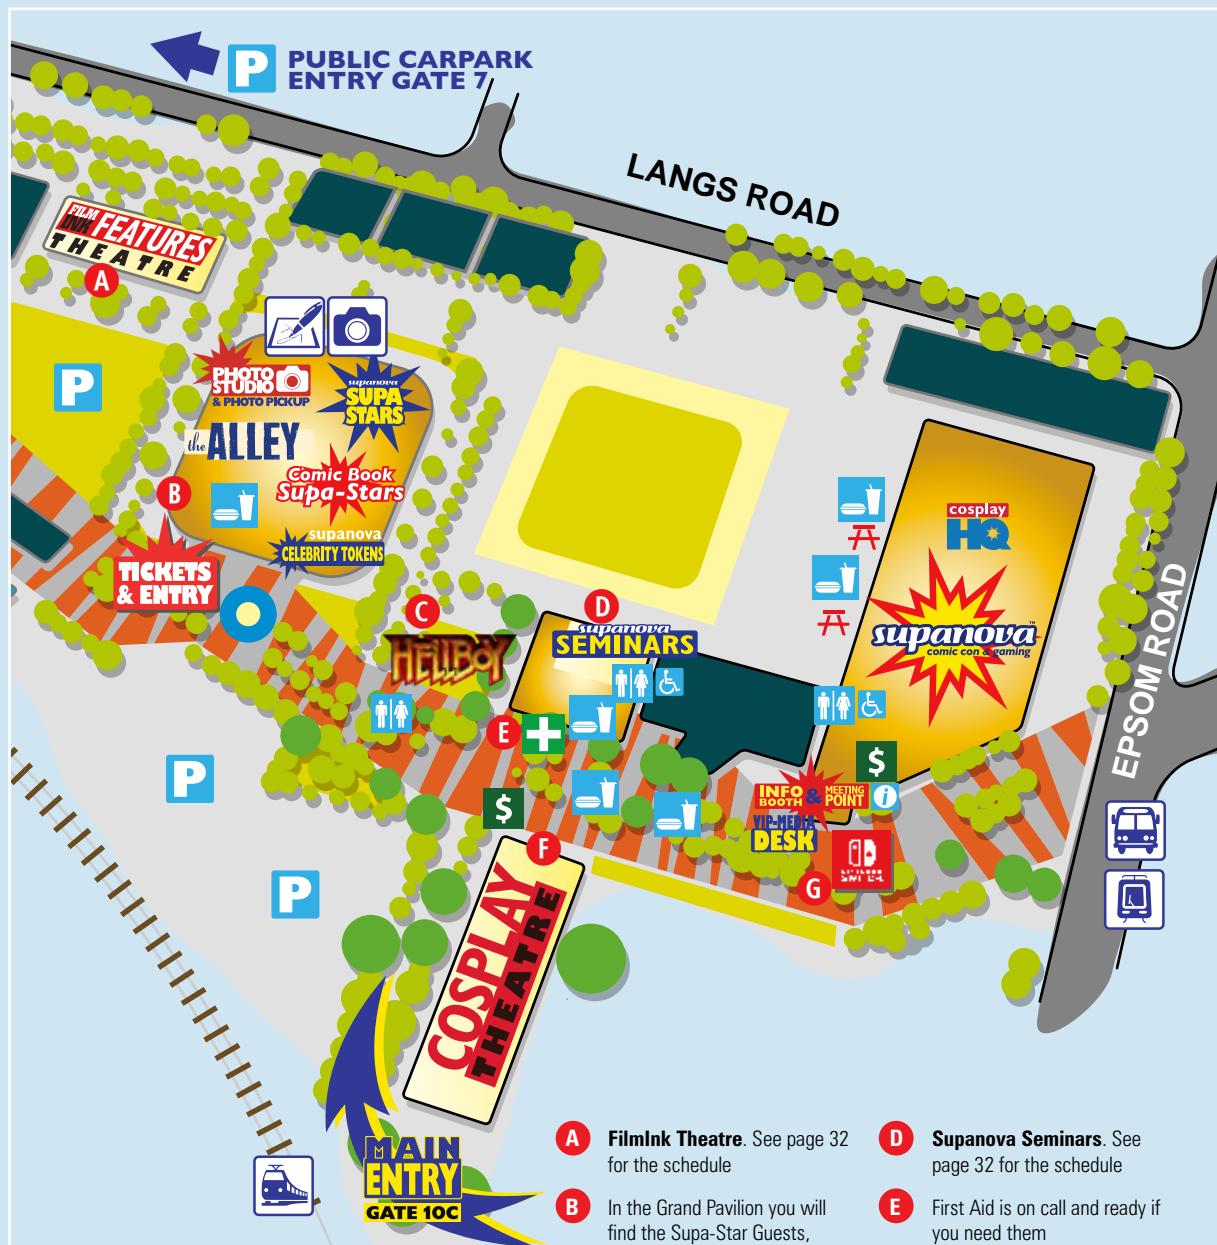 P
PUBLIC CARPARK
ENTRY GATE 7
LANGS ROAD
FILM
INK
FEATURES
THEATRE
A
P
PHOTO
STUDIO
& PHOTO PICKUP
supanova
SUPA
STARS
the ALLEY
Comic Book
Supa-Stars
B
supanova
CELEBRITY TOKENS
TICKETS
& ENTRY
C
HELLBOY
D
supanova
SEMINARS
cosplay
HQ
supanova™
comic con & gaming
EPSOM ROAD
E
P
$
$
INFO
BOOTH
&
MEETING
POINT
i
VIP-MEDIA
DESK
G
F
P
COSPLAY
THEATRE
MAIN
ENTRY
GATE 10C
A FilmInk Theatre. See page 32
for the schedule
B In the Grand Pavilion you will
find the Supa-Star Guests,
D Supanova Seminars. See
page 32 for the schedule
E First Aid is on call and ready if
you need them